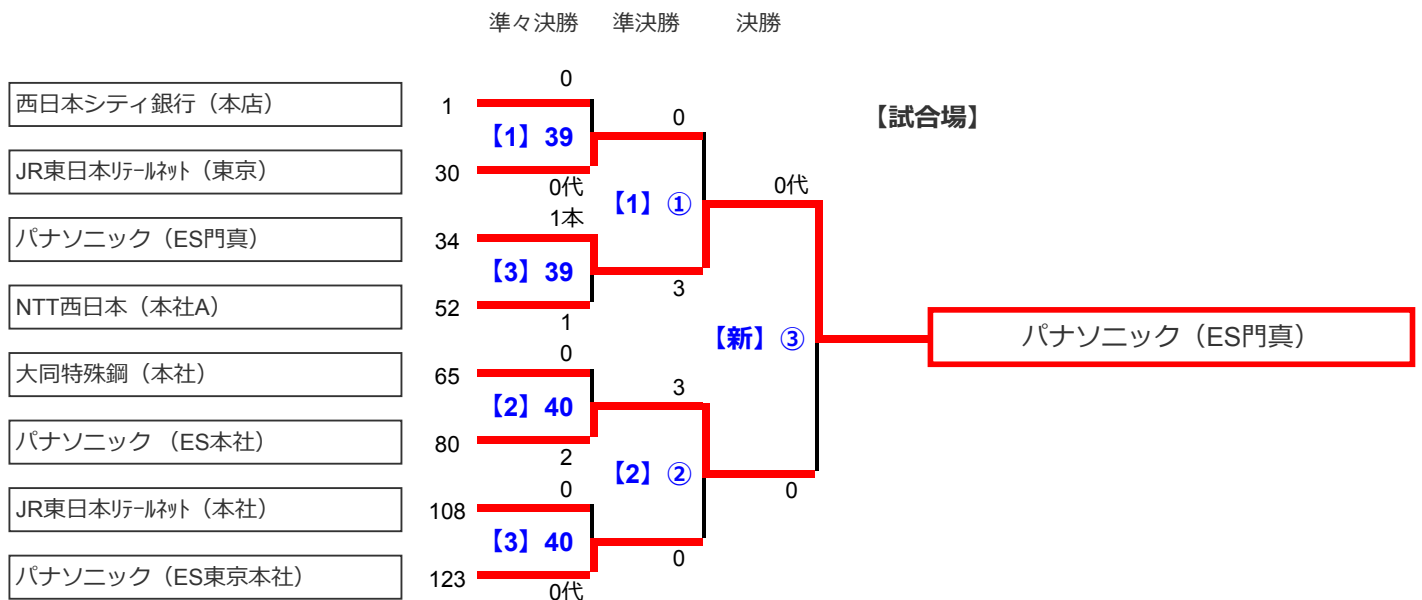 準々決勝 準決勝 決勝
0
西日本シティ銀行（本店） 1 0 【試合場】
【1】39
JR東日本ﾘﾃｰﾙﾈｯﾄ（東京） 30
0代 【1】① 0代
1本
パナソニック（ES門真） 34
【3】39
3
NTT西日本（本社A） 52
1 【新】③ パナソニック（ES門真）
0
大同特殊鋼（本社） 65 3
【2】40
パナソニック （ES本社） 80
2 【2】② 0
0
JR東日本ﾘﾃｰﾙﾈｯﾄ（本社） 108
【3】40
0
パナソニック（ES東京本社） 123
0代